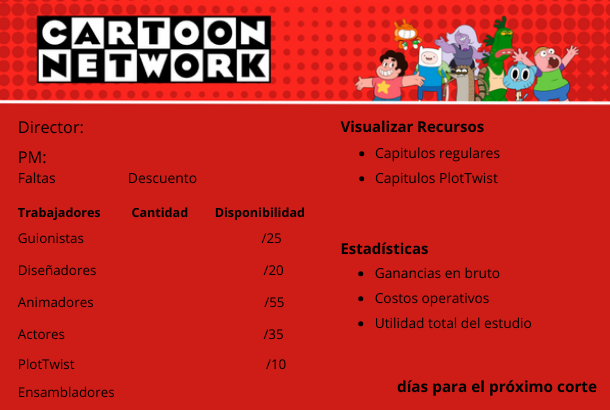 CARTOON
NETWORK
Director:
PM:
Faltas Descuento
Trabajadores Cantidad Disponibilidad
Guionistas /25
Diseñadores /20
Animadores /55
Actores /35
PlotTwist /10
Ensambladores
Visualizar Recursos
• Capitulos regulares
• Capitulos PlotTwist
Estadísticas
• Ganancias en bruto
• Costos operativos
• Utilidad total del estudio
días para el próximo corte